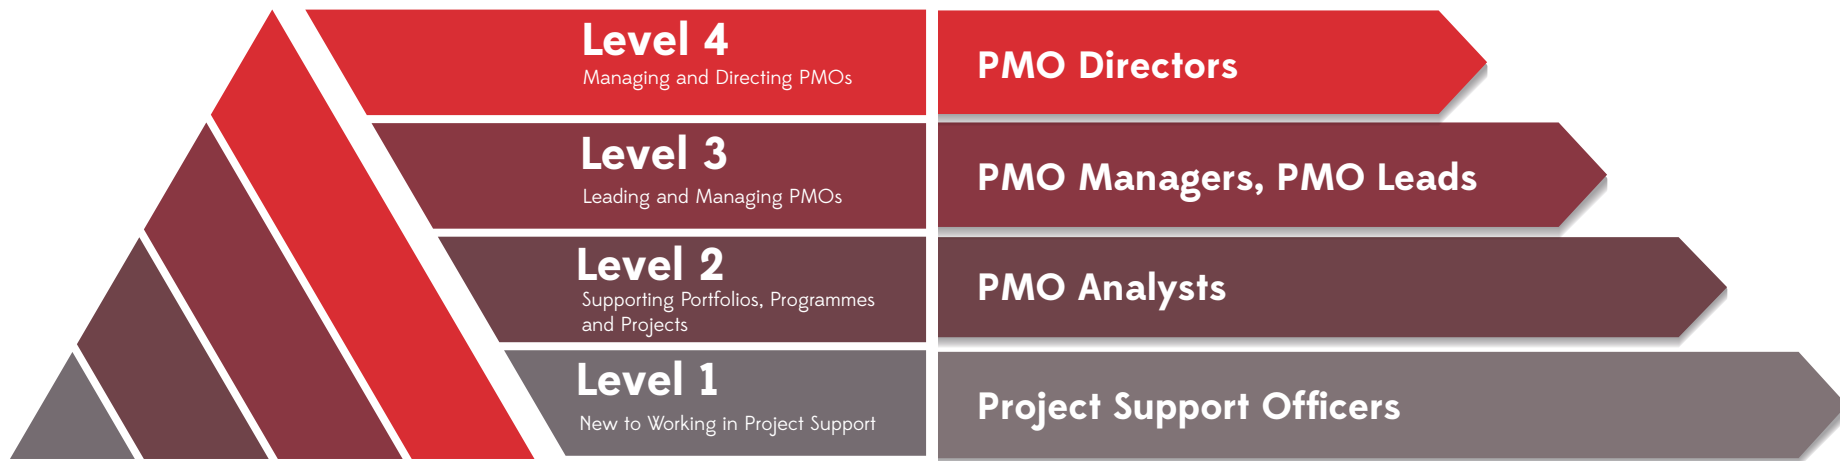 Level 4
Managing and Directing PMOs
PMO Directors
Level 3
Leading and Managing PMOs
PMO Managers, PMO Leads
Level 2
Supporting Portfolios, Programmes
and Projects
PMO Analysts
Level 1
New to Working in Project Support
Project Support Officers